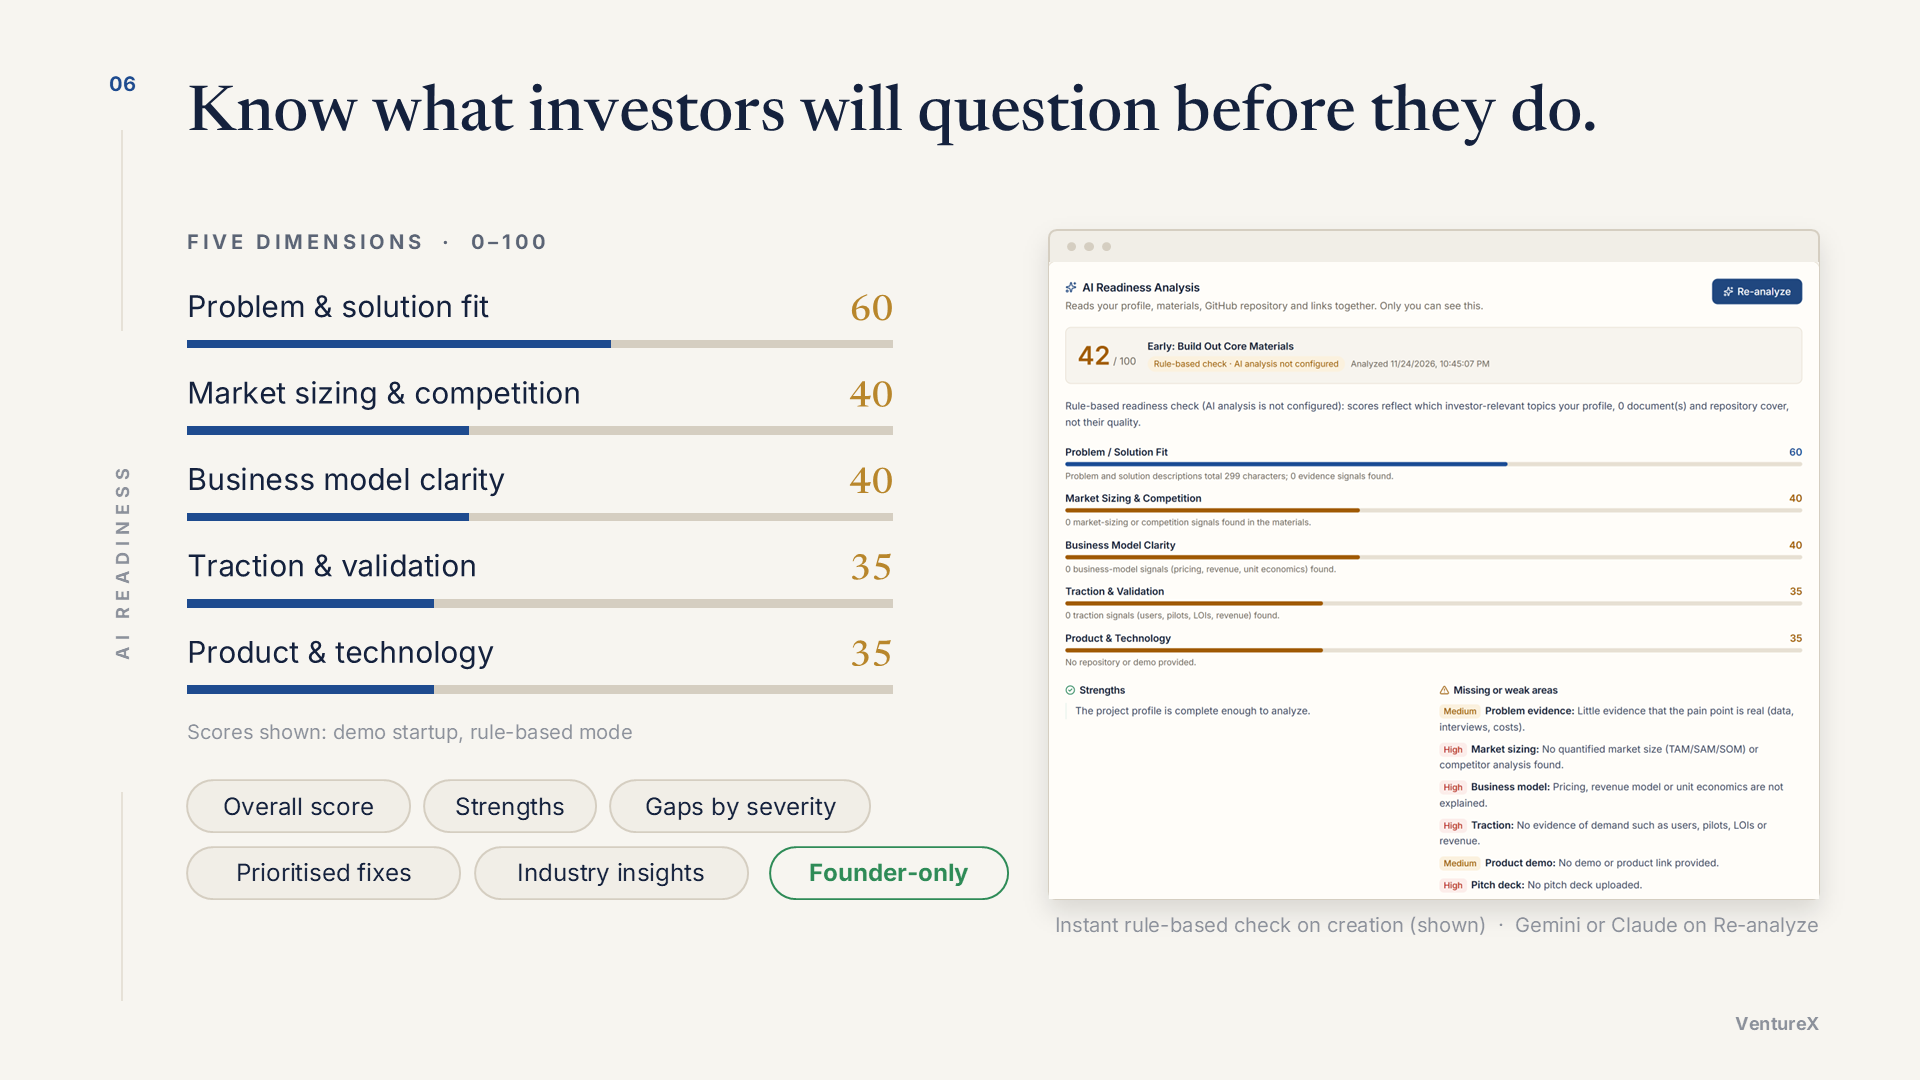 06
Know what investors will question before they do.
AI READINESS
FIVE DIMENSIONS · 0–100
Problem & solution fit 60
Market sizing & competition 40
Business model clarity 40
Traction & validation 35
Product & technology 35
Scores shown: demo startup, rule-based mode
Overall score Strengths Gaps by severity
Prioritised fixes Industry insights Founder-only
AI Readiness Analysis
Reads your profile, materials, GitHub repository and links together. Only you can see this.
Re-analyze
42 / 100
Early: Build Out Core Materials
Rule-based check · AI analysis not configured Analyzed 11/24/2026, 10:45:07 PM
Rule-based readiness check (AI analysis is not configured): scores reflect which investor-relevant topics your profile, 0 document(s) and repository cover,
not their quality.
Problem / Solution Fit 60
Problem and solution descriptions total 299 characters; 0 evidence signals found.
Market Sizing & Competition 40
0 market-sizing or competition signals found in the materials.
Business Model Clarity 40
0 business-model signals (pricing, revenue, unit economics) found.
Traction & Validation 35
0 traction signals (users, pilots, LOIs, revenue) found.
Product & Technology 35
No repository or demo provided.
Strengths
The project profile is complete enough to analyze.
Missing or weak areas
Medium Problem evidence: Little evidence that the pain point is real (data,
interviews, costs).
High Market sizing: No quantified market size (TAM/SAM/SOM) or
competitor analysis found.
High Business model: Pricing, revenue model or unit economics are not
explained.
High Traction: No evidence of demand such as users, pilots, LOIs or
revenue.
Medium Product demo: No demo or product link provided.
High Pitch deck: No pitch deck uploaded.
Instant rule-based check on creation (shown) · Gemini or Claude on Re-analyze
VentureX